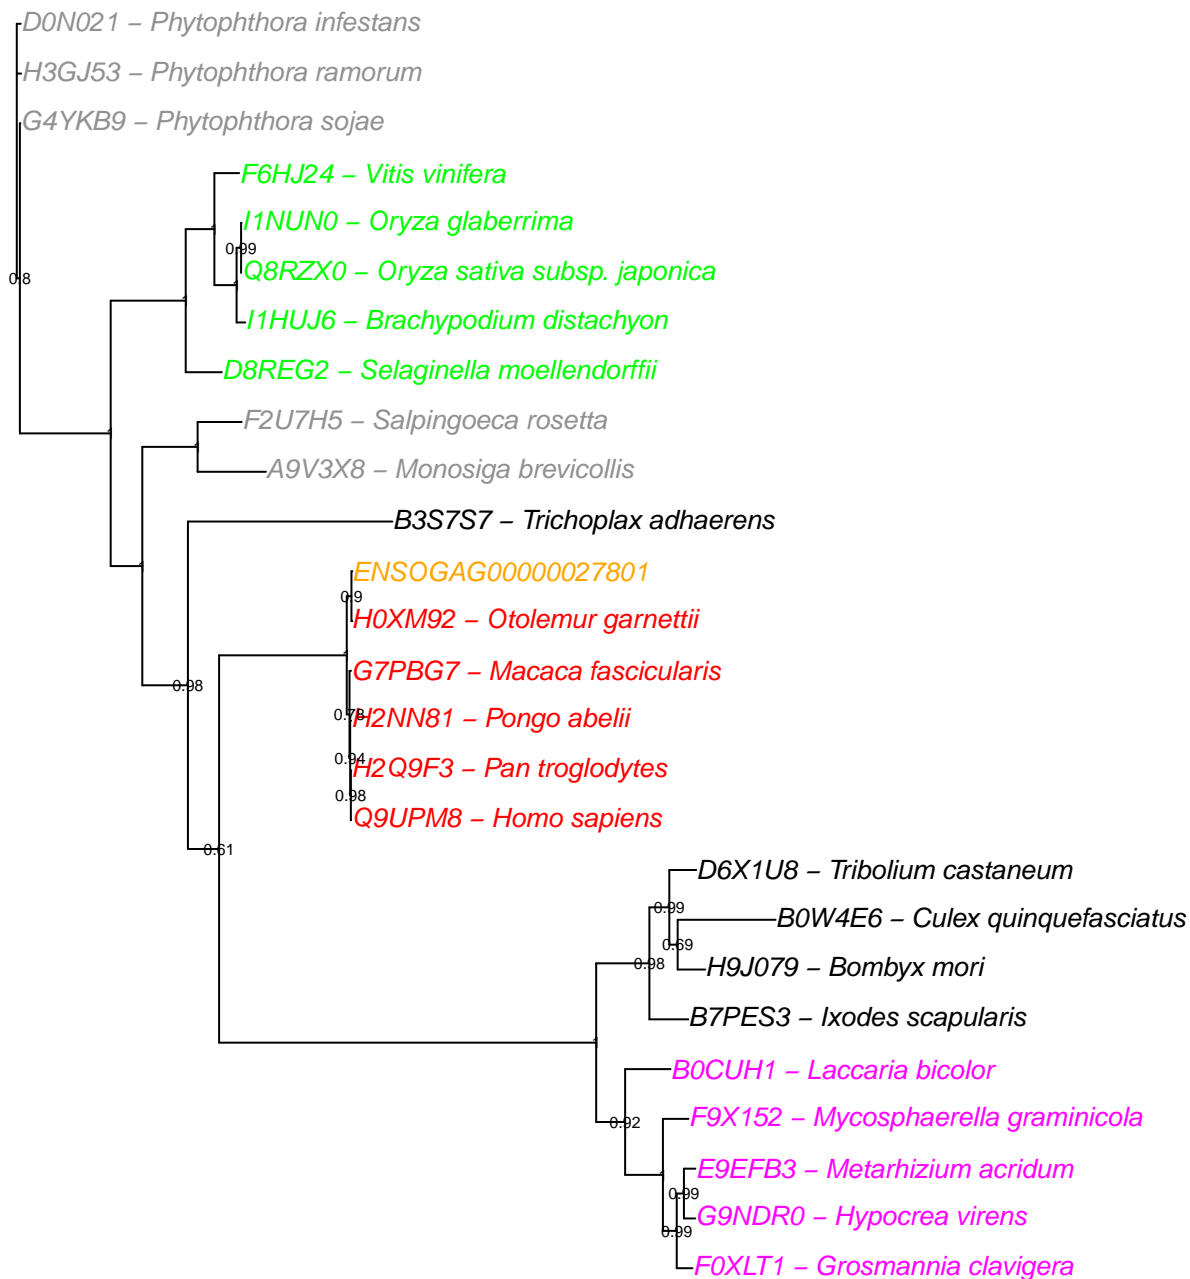 D0N021 – Phytophthora infestans
H3GJ53 – Phytophthora ramorum
G4YKB9 – Phytophthora sojae
F6HJ24 – Vitis vinifera
I1NUN0 – Oryza glaberrima
0.99
Q8RZX0 – Oryza sativa subsp. japonica
0.8
I1HUJ6 – Brachypodium distachyon
D8REG2 – Selaginella moellendorffii
F2U7H5 – Salpingoeca rosetta
A9V3X8 – Monosiga brevicollis
B3S7S7 – Trichoplax adhaerens
ENSOGAG00000027801
0.9
H0XM92 – Otolemur garnettii
G7PBG7 – Macaca fascicularis
0.98
0.78
H2NN81 – Pongo abelii
0.94
H2Q9F3 – Pan troglodytes
0.98
Q9UPM8 – Homo sapiens
0.61
D6X1U8 – Tribolium castaneum
0.99
B0W4E6 – Culex quinquefasciatus
0.69
0.98
H9J079 – Bombyx mori
B7PES3 – Ixodes scapularis
B0CUH1 – Laccaria bicolor
0.92
F9X152 – Mycosphaerella graminicola
E9EFB3 – Metarhizium acridum
0.99
G9NDR0 – Hypocrea virens
0.99
F0XLT1 – Grosmannia clavigera